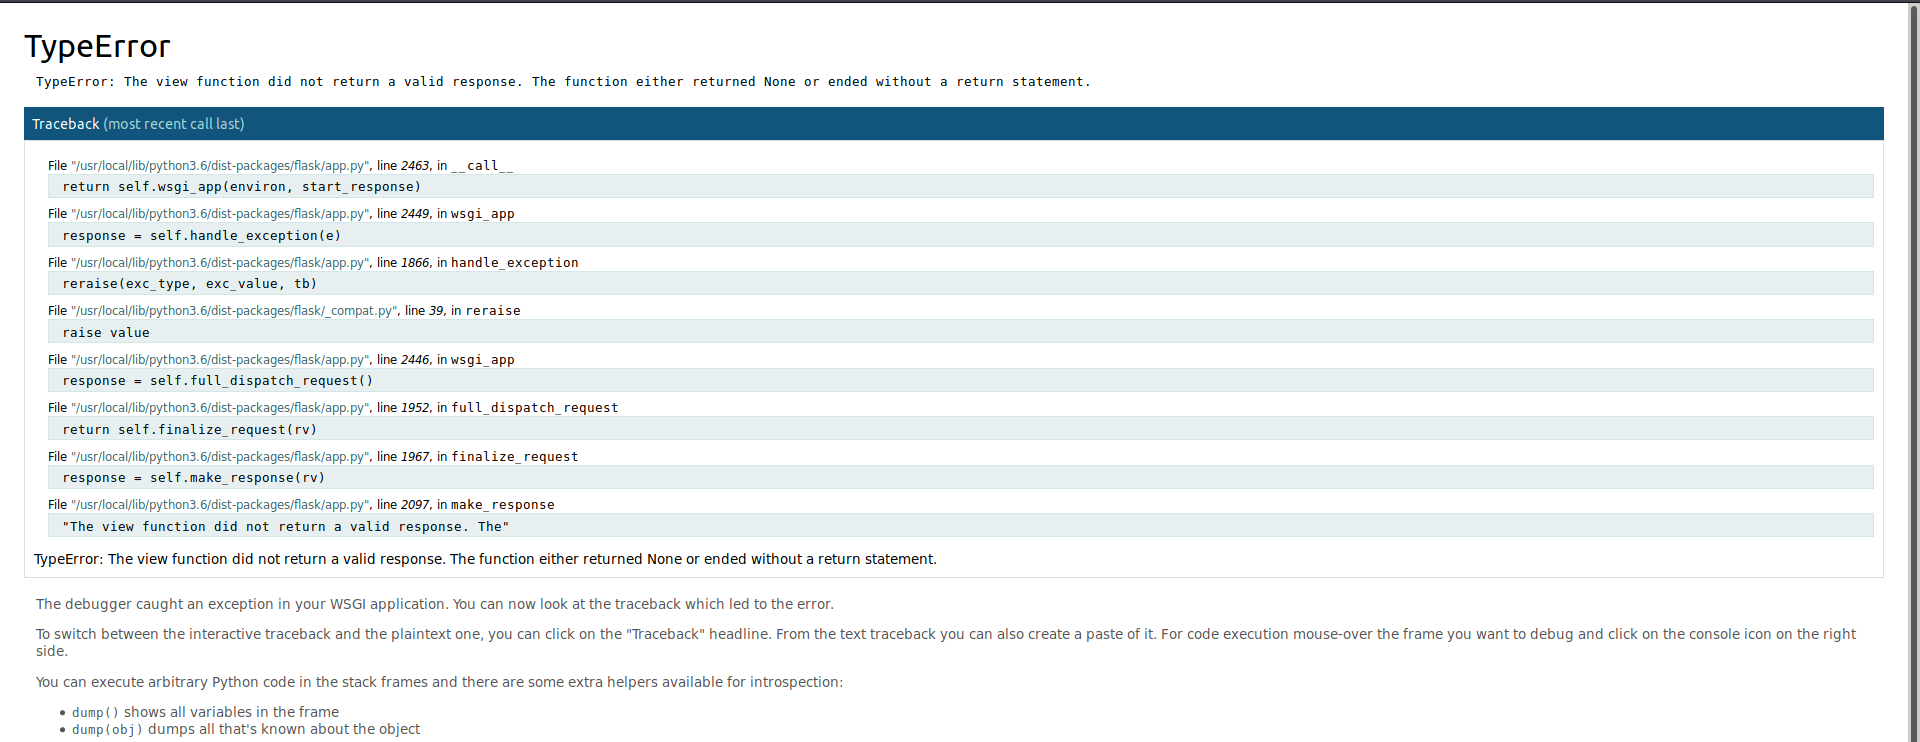 TypeError
TypeError: The view function did not return a valid response. The function either returned None or ended without a return statement.
Traceback (most recent call last)
File "/usr/local/lib/python3.6/dist-packages/flask/app.py", line 2463, in __call__
return self.wsgi_app(environ, start_response)
File "/usr/local/lib/python3.6/dist-packages/flask/app.py", line 2449, in wsgi_app
response = self.handle_exception(e)
File "/usr/local/lib/python3.6/dist-packages/flask/app.py", line 1866, in handle_exception
reraise(exc_type, exc_value, tb)
File "/usr/local/lib/python3.6/dist-packages/flask/_compat.py", line 39, in reraise
raise value
File "/usr/local/lib/python3.6/dist-packages/flask/app.py", line 2446, in wsgi_app
response = self.full_dispatch_request()
File "/usr/local/lib/python3.6/dist-packages/flask/app.py", line 1952, in full_dispatch_request
return self.finalize_request(rv)
File "/usr/local/lib/python3.6/dist-packages/flask/app.py", line 1967, in finalize_request
response = self.make_response(rv)
File "/usr/local/lib/python3.6/dist-packages/flask/app.py", line 2097, in make_response
"The view function did not return a valid response. The"
TypeError: The view function did not return a valid response. The function either returned None or ended without a return statement.
The debugger caught an exception in your WSGI application. You can now look at the traceback which led to the error.
To switch between the interactive traceback and the plaintext one, you can click on the "Traceback" headline. From the text traceback you can also create a paste of it. For code execution mouse-over the frame you want to debug and click on the console icon on the right
side.
You can execute arbitrary Python code in the stack frames and there are some extra helpers available for introspection:
• dump() shows all variables in the frame
• dump(obj) dumps all that's known about the object